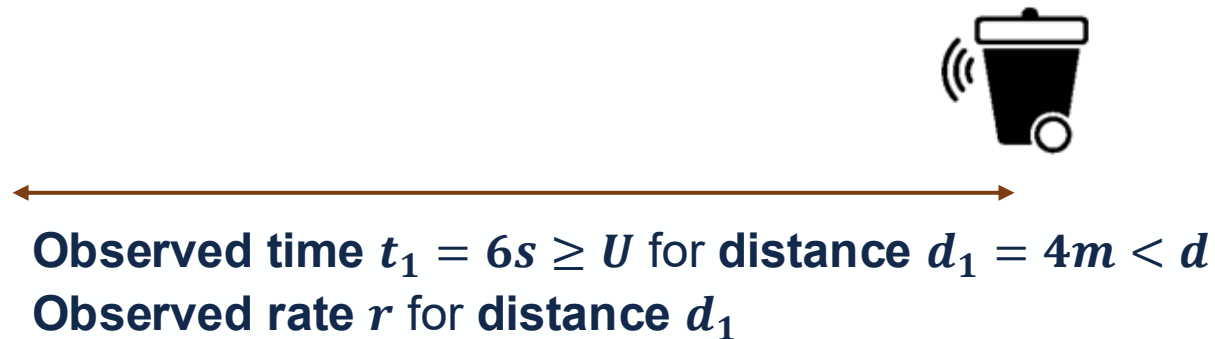 Observed time t₁ = 6s ≥ U for distance d₁ = 4m < d
Observed rate r for distance d₁